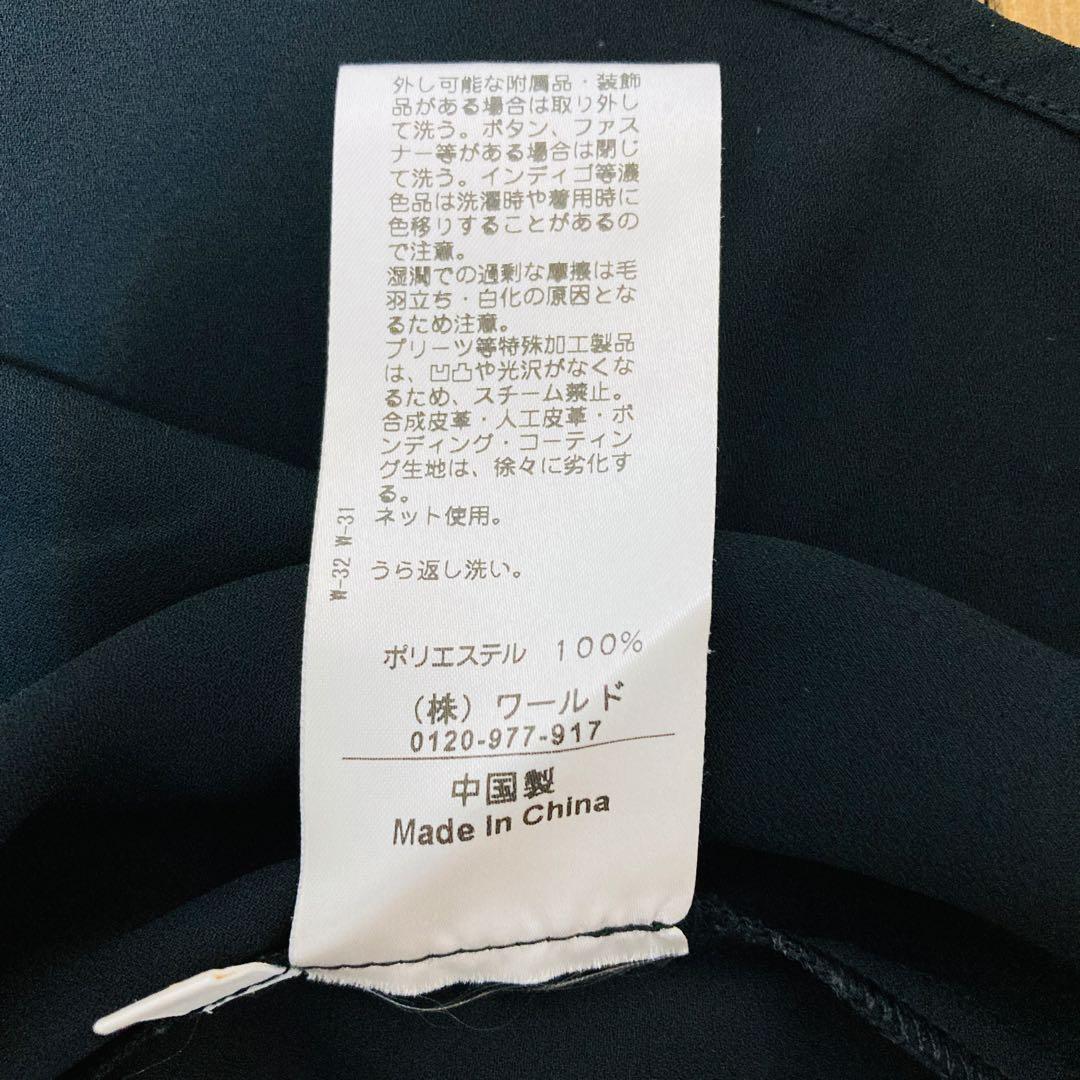 外し可能な附属品・装飾
品がある場合は取り外し
て洗う。ボタン、ファス
ナー等がある場合は閉じ
て洗う。インディゴ等濃
色品は洗濯時や着用時に
色移りすることがあるの
で注意。
湿潤での過剰な摩擦は毛
羽立ち・白化の原因とな
るため注意。
プリーツ等特殊加工製品
は、凹凸や光沢がなくな
るため、スチーム禁止。
合成皮革・人工皮革・ボ
ンディング・コーティン
グ生地は、徐々に劣化す
る。
ネット使用。
うら返し洗い。
W-32 W-31
ポリエステル 100%
（株）ワールド
0120-977-917
中国製
Made In China